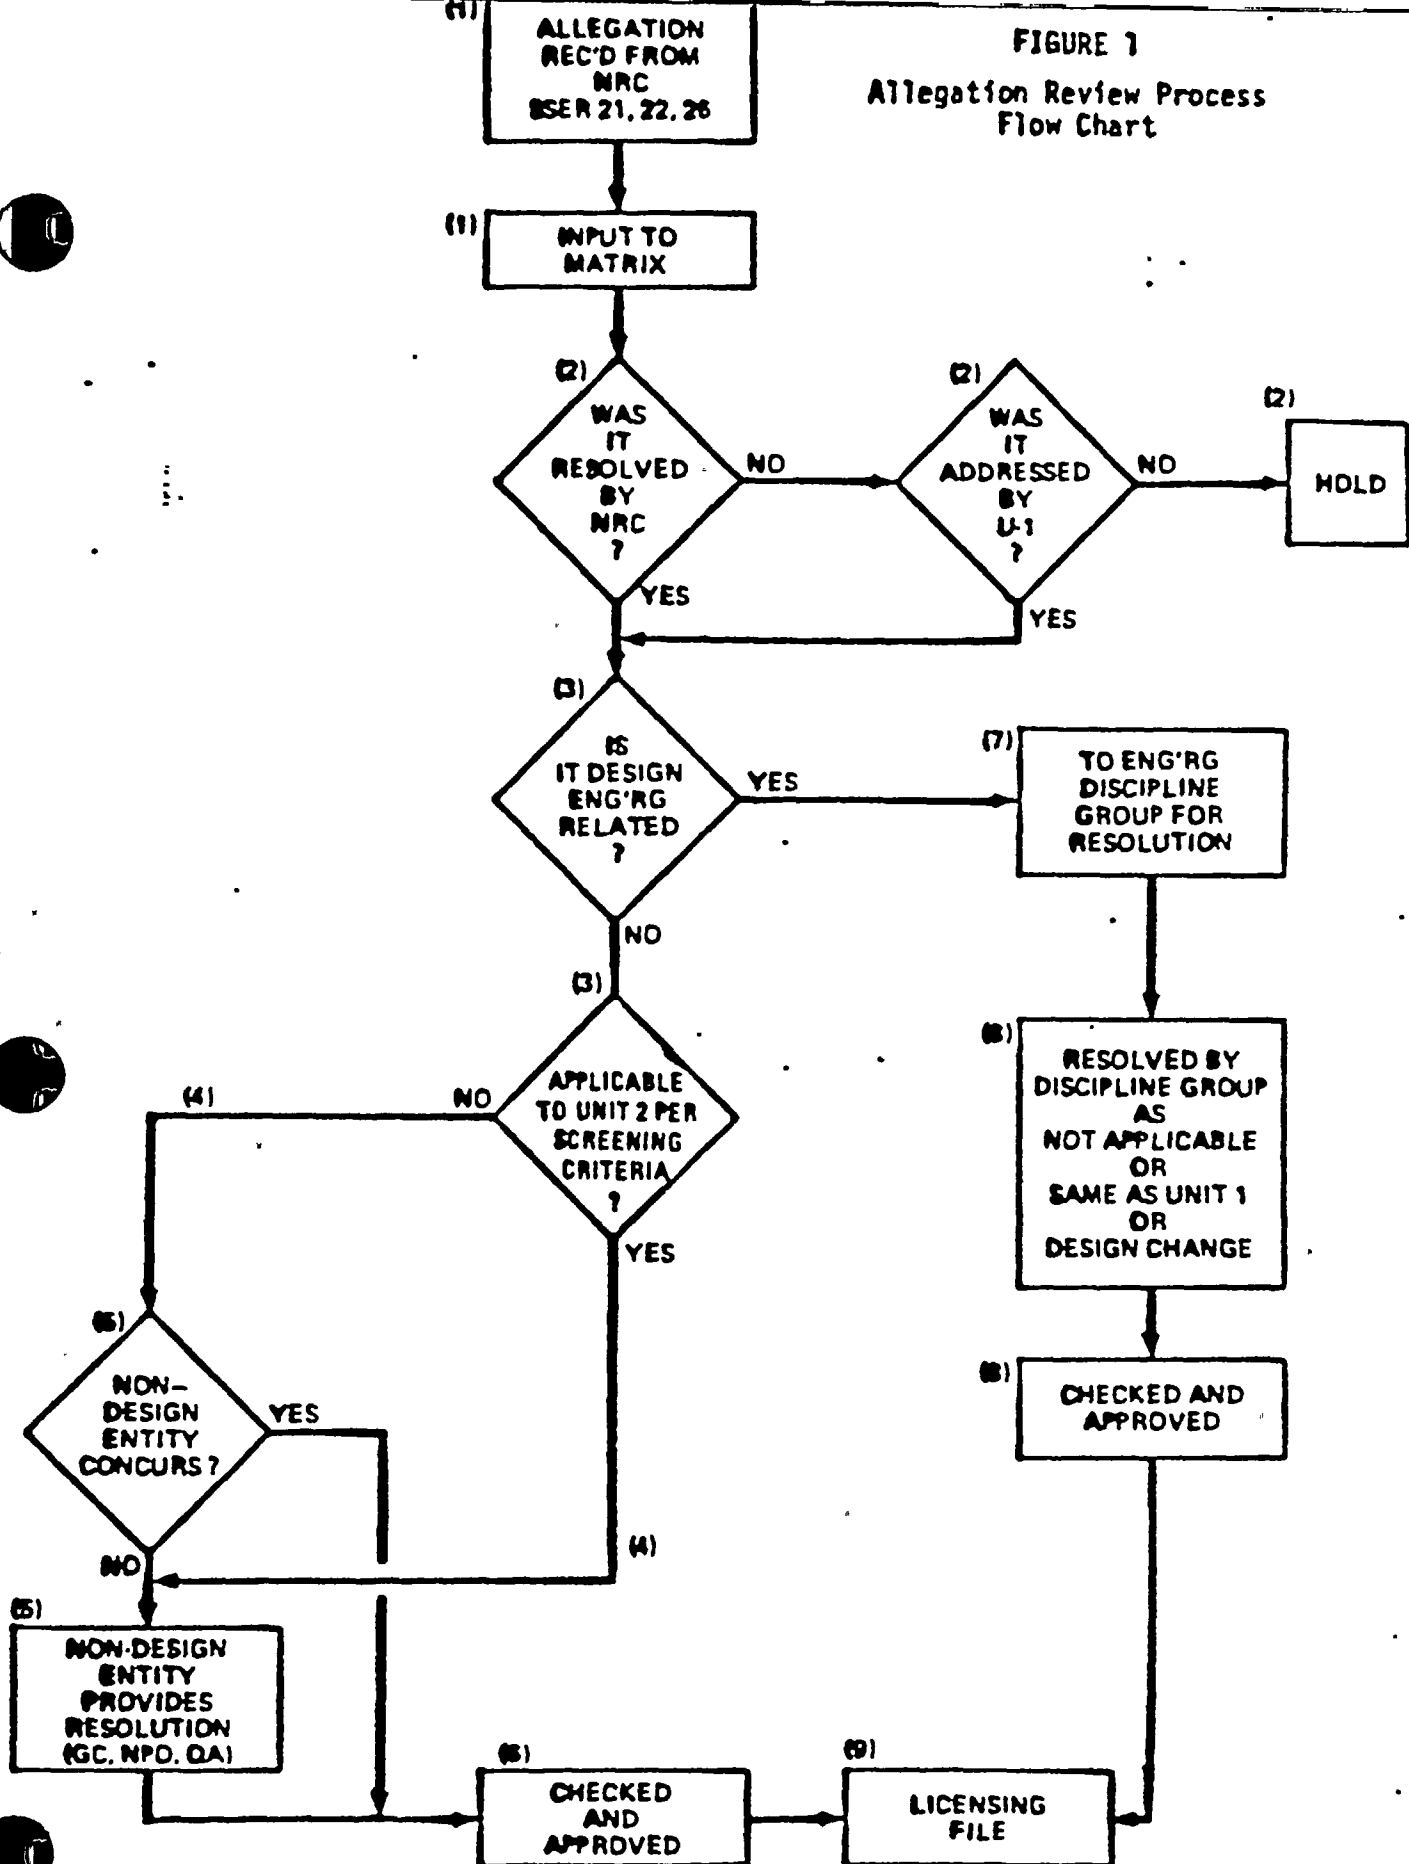 FIGURE 1
Allegation Review Process
Flow Chart
(1)
ALLEGATION
REC'D FROM
NRC
SSER 21, 22, 26
(1)
INPUT TO
MATRIX
(2)
WAS
IT
RESOLVED
BY
NRC
?
NO
YES
(2)
WAS
IT
ADDRESSED
BY
U-1
?
NO
YES
(2)
HOLD
(3)
IS
IT DESIGN
ENG'RG
RELATED
?
YES
NO
(7)
TO ENG'RG
DISCIPLINE
GROUP FOR
RESOLUTION
(3)
APPLICABLE
TO UNIT 2 PER
SCREENING
CRITERIA
?
NO
YES
(4)
(8)
RESOLVED BY
DISCIPLINE GROUP
AS
NOT APPLICABLE
OR
SAME AS UNIT 1
OR
DESIGN CHANGE
(5)
NON-
DESIGN
ENTITY
CONCURS?
YES
NO
(8)
CHECKED AND
APPROVED
(4)
(5)
NON-DESIGN
ENTITY
PROVIDES
RESOLUTION
(GC, NPD, QA)
(6)
CHECKED
AND
APPROVED
(9)
LICENSING
FILE